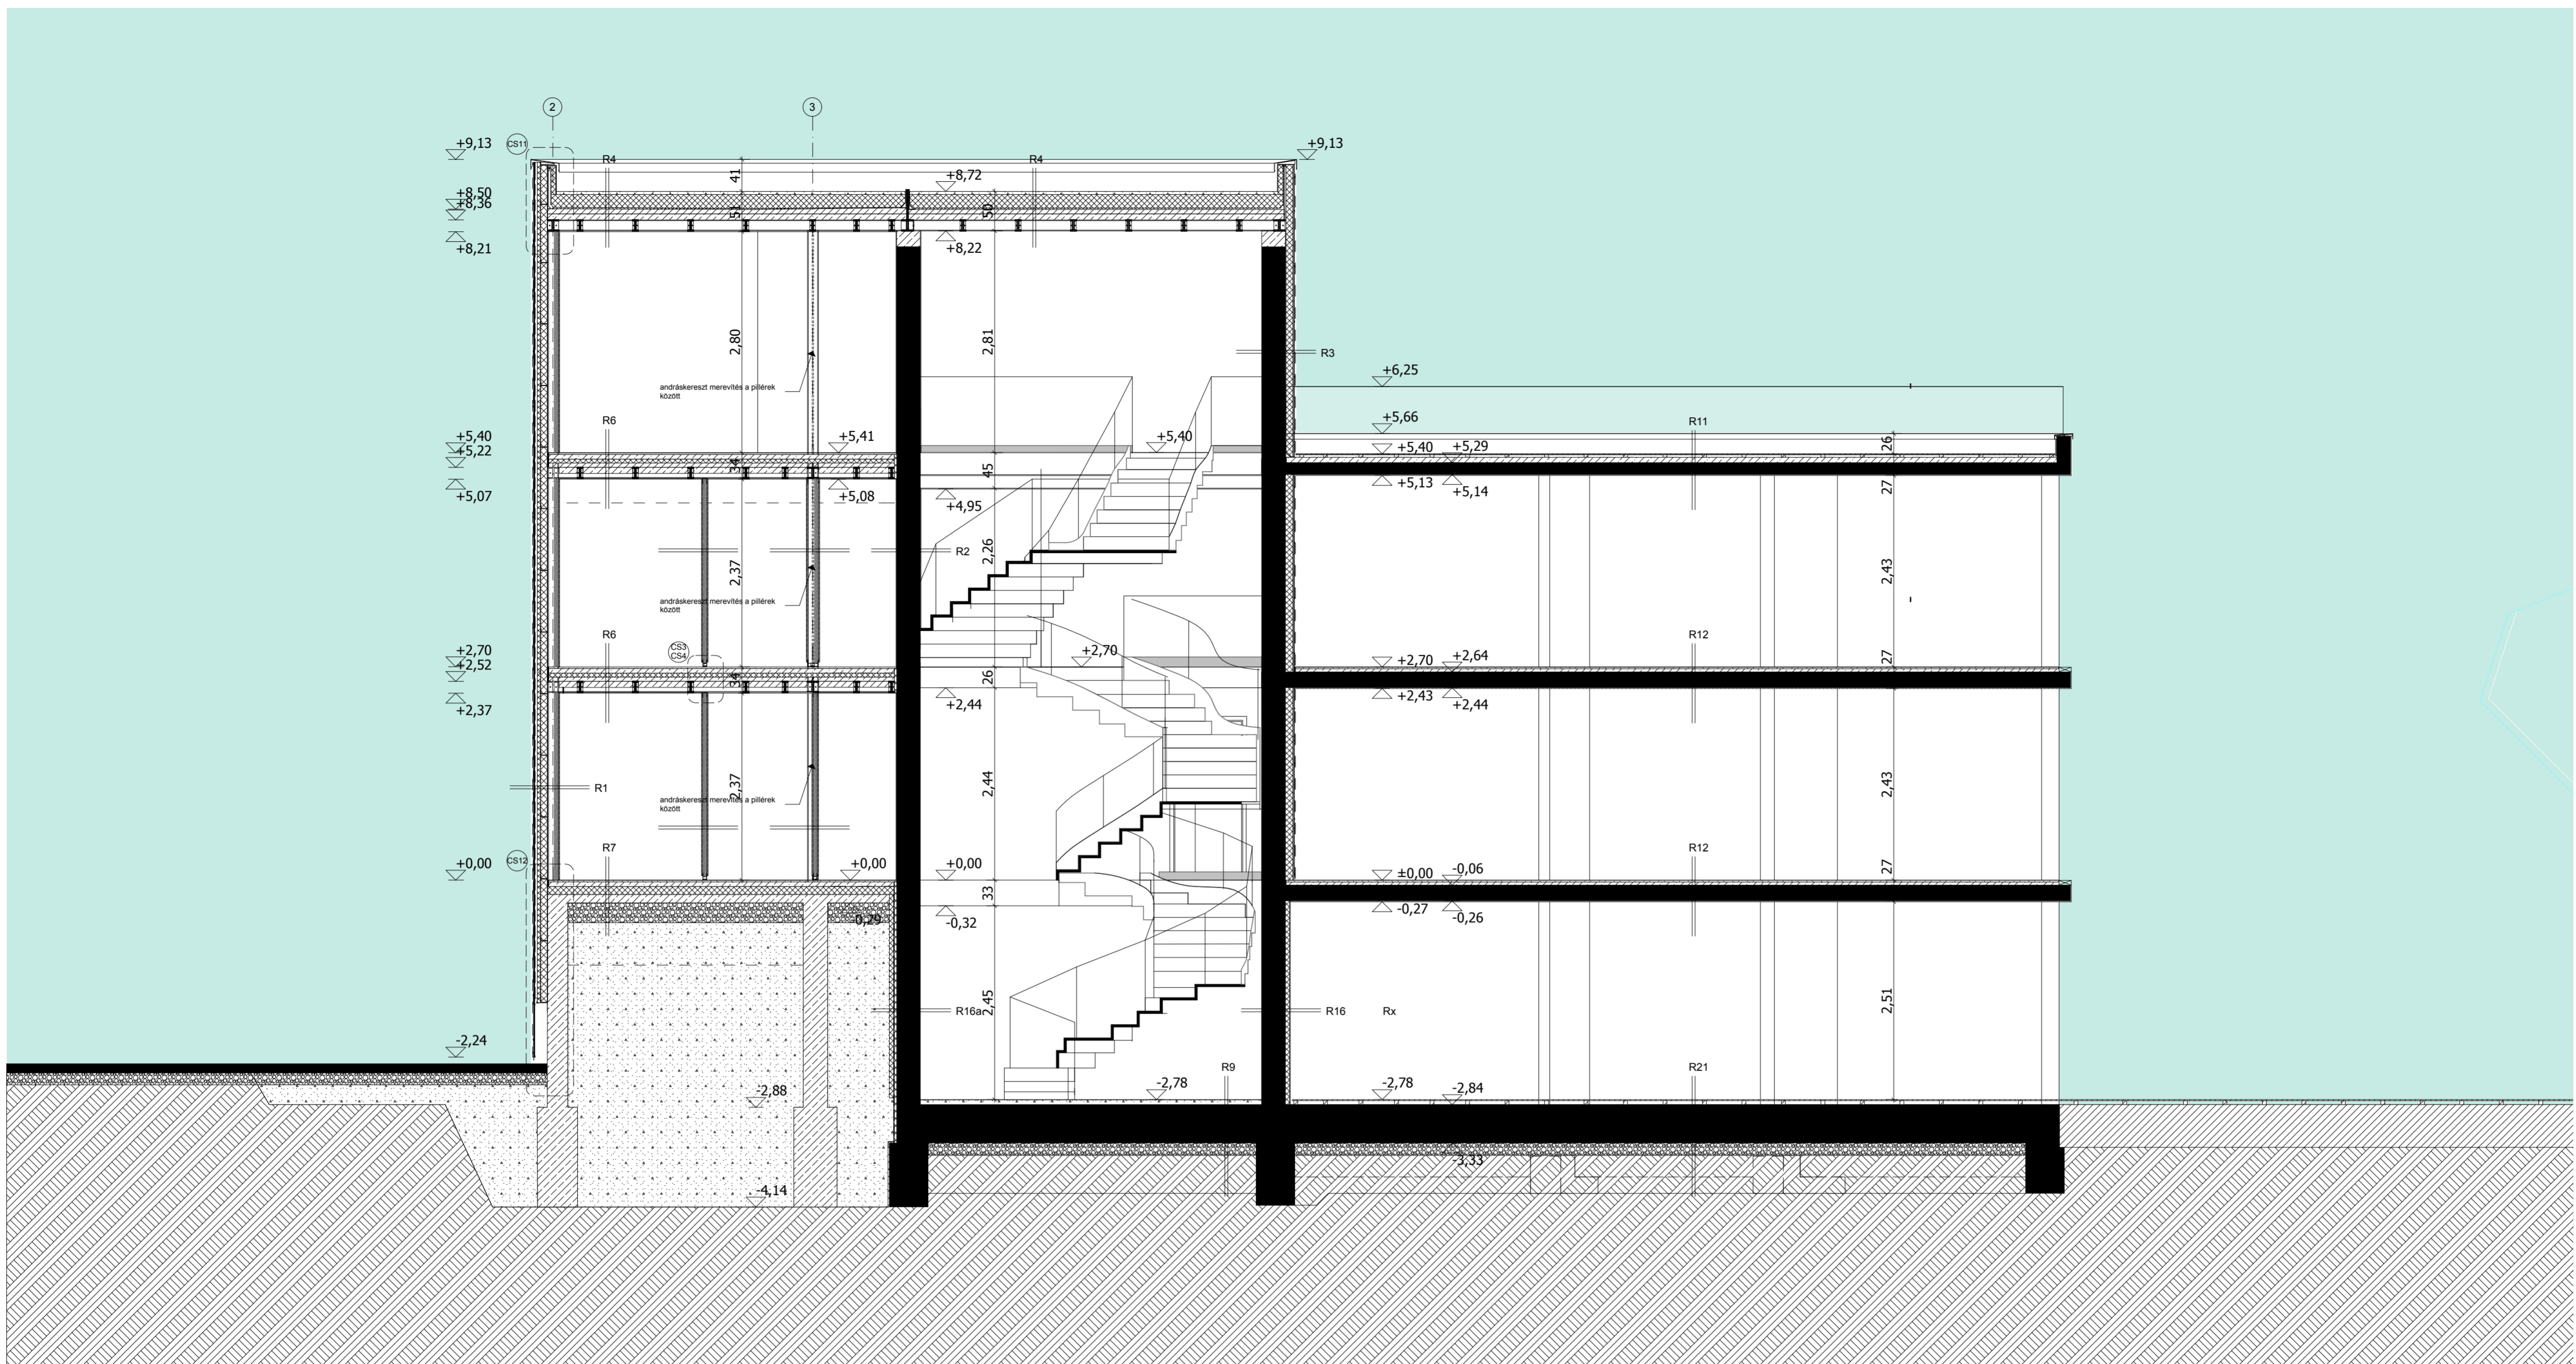 2
3
+9,13
CS11
R4
R4
+9,13
41
+8,72
+8,50
+8,36
51
50
+8,21
+8,22
2,80
2,81
R3
andráskereszt merevítés a pillérek
között
+6,25
R6
+5,66
R11
+5,40
+5,41
+5,40
+5,40
+5,29
26
+5,22
34
45
+5,07
+5,08
+4,95
+5,13
+5,14
27
R2
2,37
2,26
2,43
andráskereszt merevítés a pillérek
között
R6
CS3
CS4
R12
+2,70
+2,52
+2,70
+2,70
+2,64
27
34
26
+2,37
+2,44
+2,43
+2,44
R1
2,37
2,44
2,43
andráskereszt merevítés a pillérek
között
R7
R12
+0,00
CS12
+0,00
+0,00
±0,00
-0,06
27
33
-0,29
-0,32
-0,27
-0,26
R16a
2,45
R16
Rx
2,51
-2,24
R9
R21
-2,88
-2,78
-2,78
-2,84
-3,33
-4,14